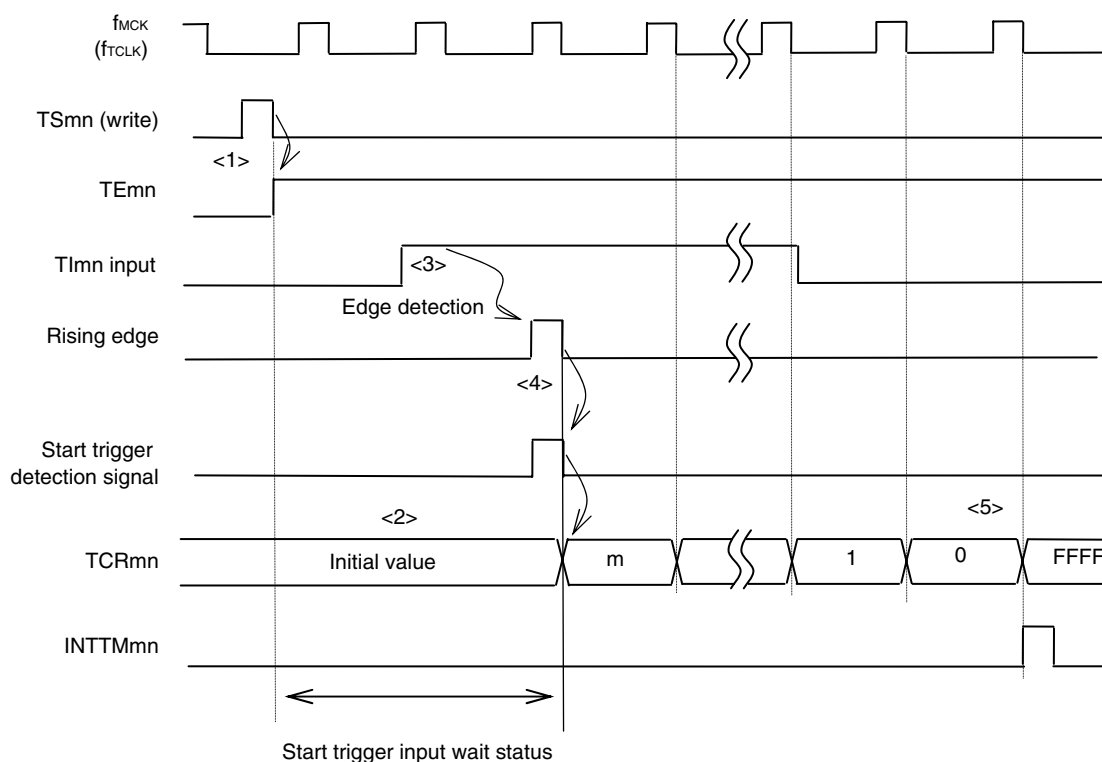 fMCK
(fTCLK)
TSmn (write)
<1>
TEmn
TImn input
<3>
Edge detection
Rising edge
<4>
Start trigger
detection signal
<2>
<5>
TCRmn
Initial value
m
1
0
FFFF
INTTMmn
Start trigger input wait status